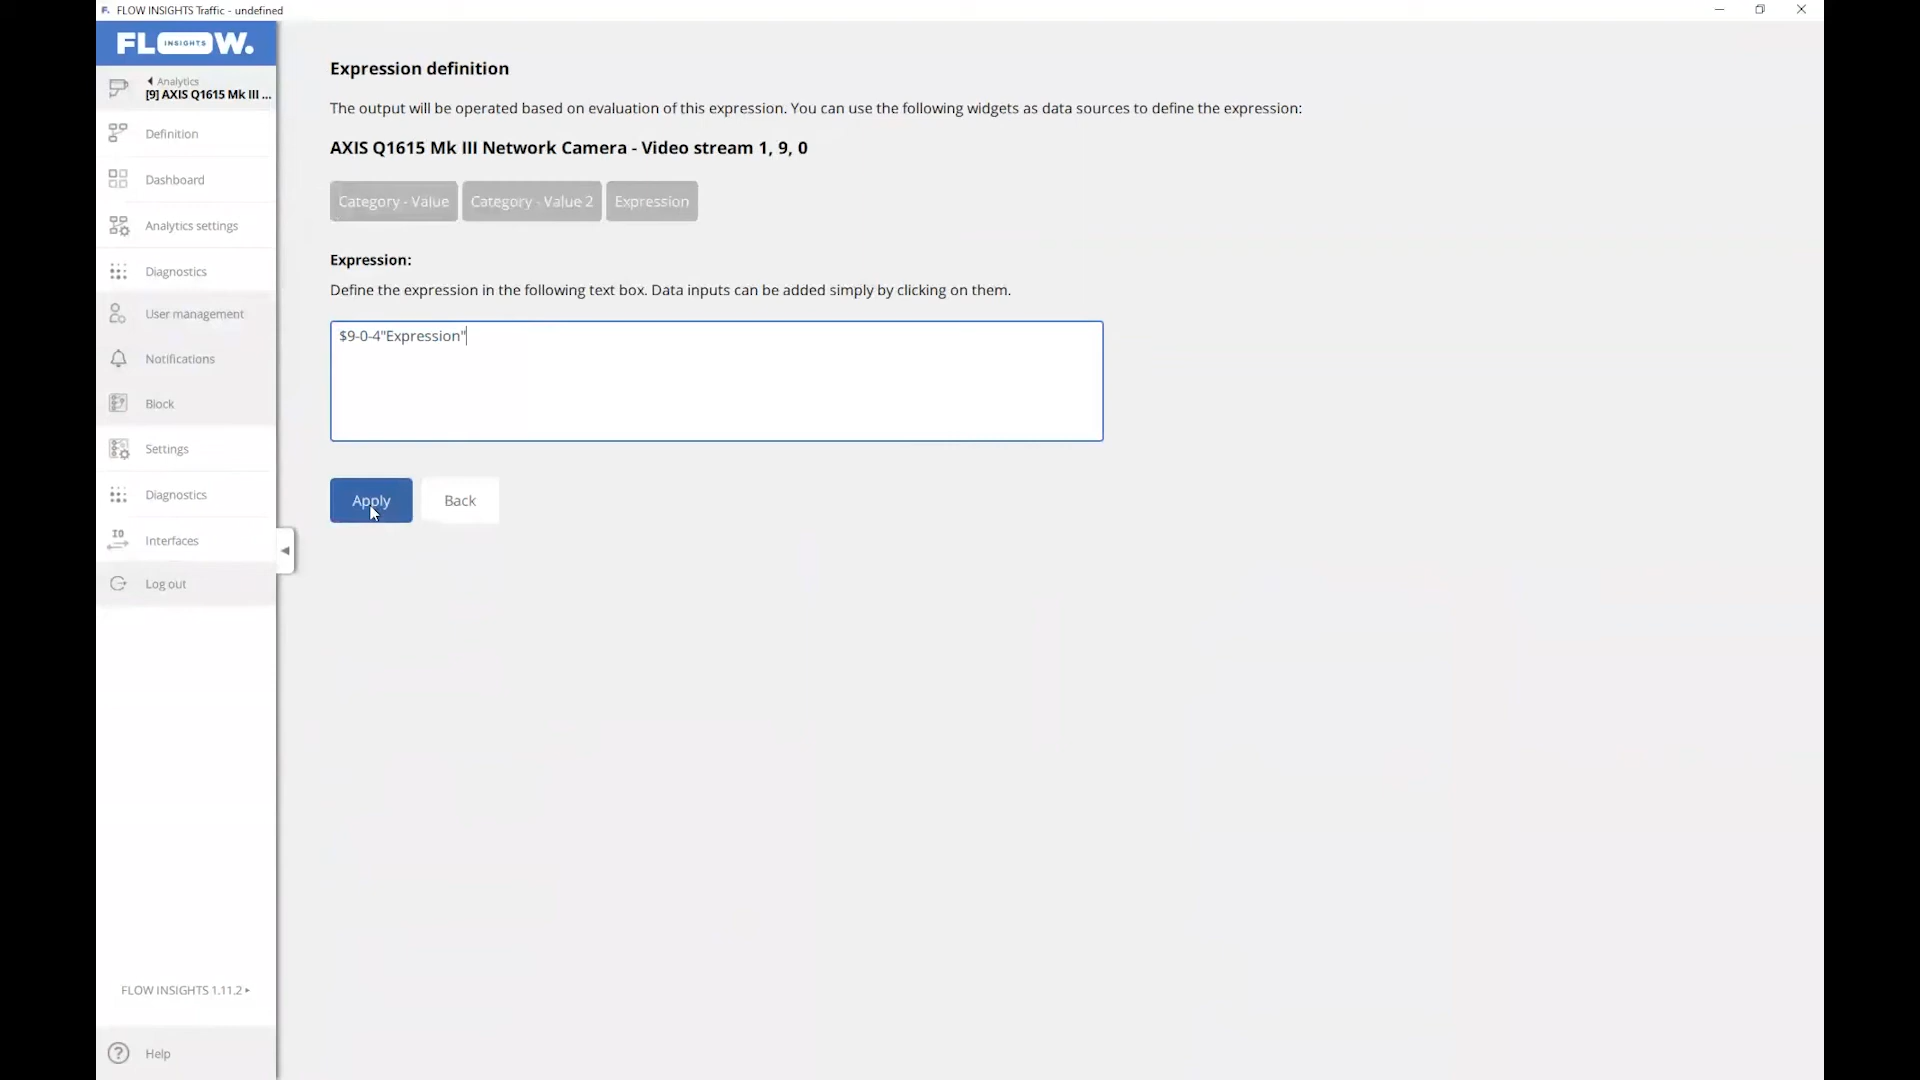 F. FLOW INSIGHTS Traffic - undefined
FLOW.
INSIGHTS
Analytics
[9] AXIS Q1615 Mk III ...
Definition
Dashboard
Analytics settings
Diagnostics
User management
Notifications
Block
Settings
Diagnostics
IO
Interfaces
Log out
FLOW INSIGHTS 1.11.2
? Help
Expression definition
The output will be operated based on evaluation of this expression. You can use the following widgets as data sources to define the expression:
AXIS Q1615 Mk III Network Camera - Video stream 1, 9, 0
Category - Value Category - Value 2 Expression
Expression:
Define the expression in the following text box. Data inputs can be added simply by clicking on them.
$9-0-4"Expression"
Apply Back